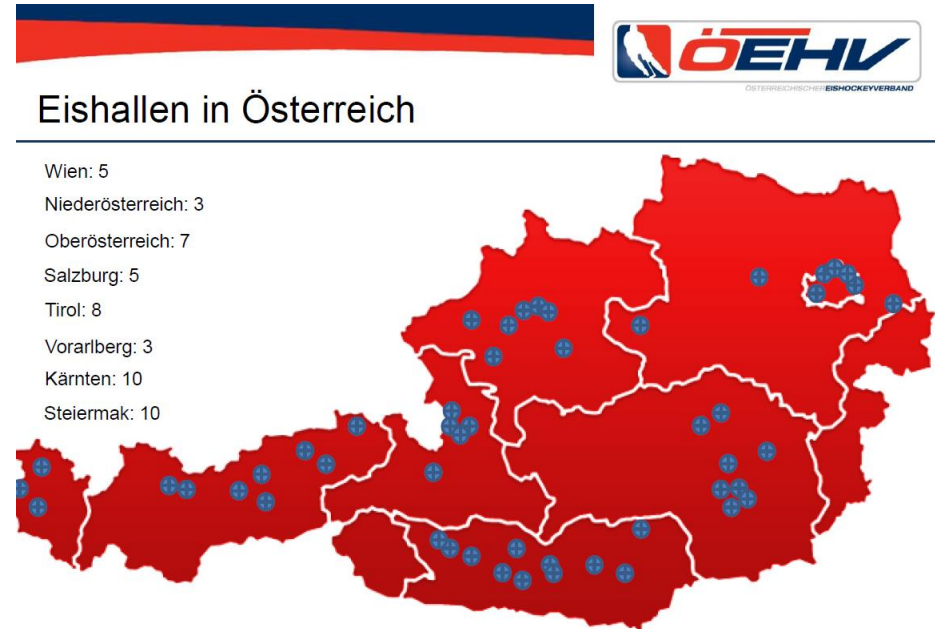 ÖEHV
ÖSTERREICHISCHER EISHOCKEYVERBAND
Eishallen in Österreich
Wien: 5
Niederösterreich: 3
Oberösterreich: 7
Salzburg: 5
Tirol: 8
Vorarlberg: 3
Kärnten: 10
Steiermak: 10